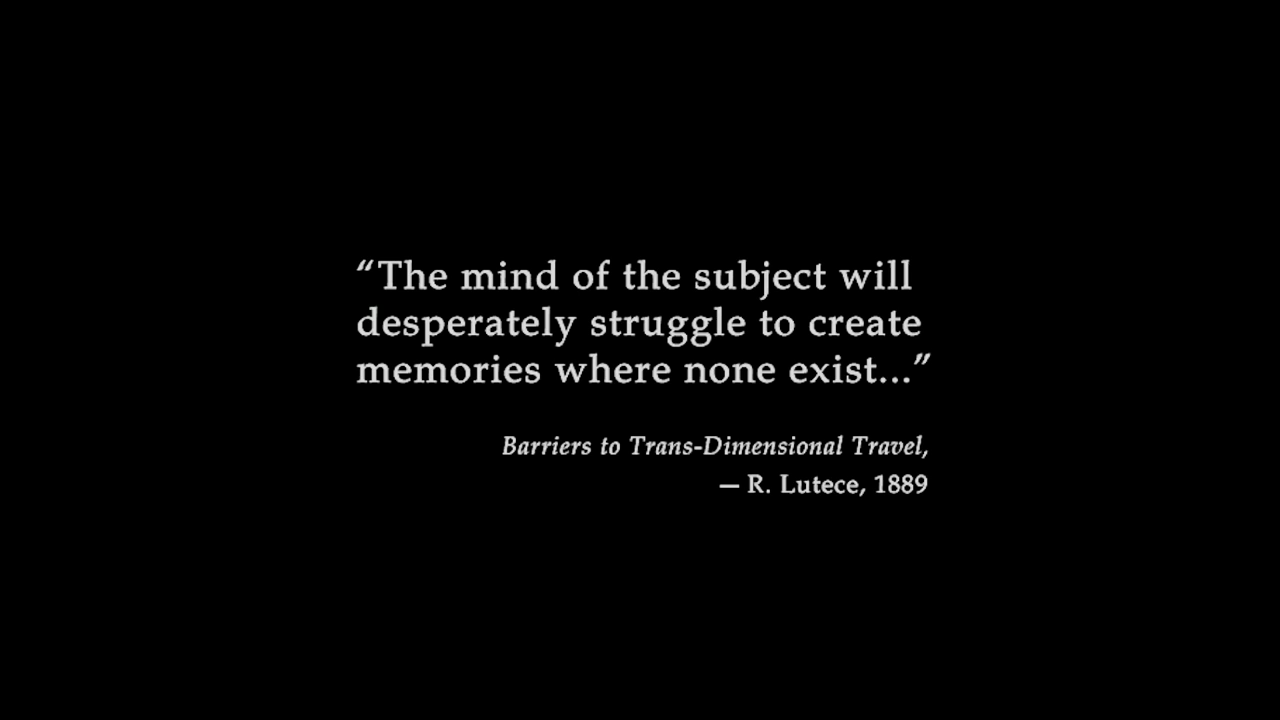 “The mind of the subject will
desperately struggle to create
memories where none exist...”
Barriers to Trans-Dimensional Travel,
— R. Lutece, 1889